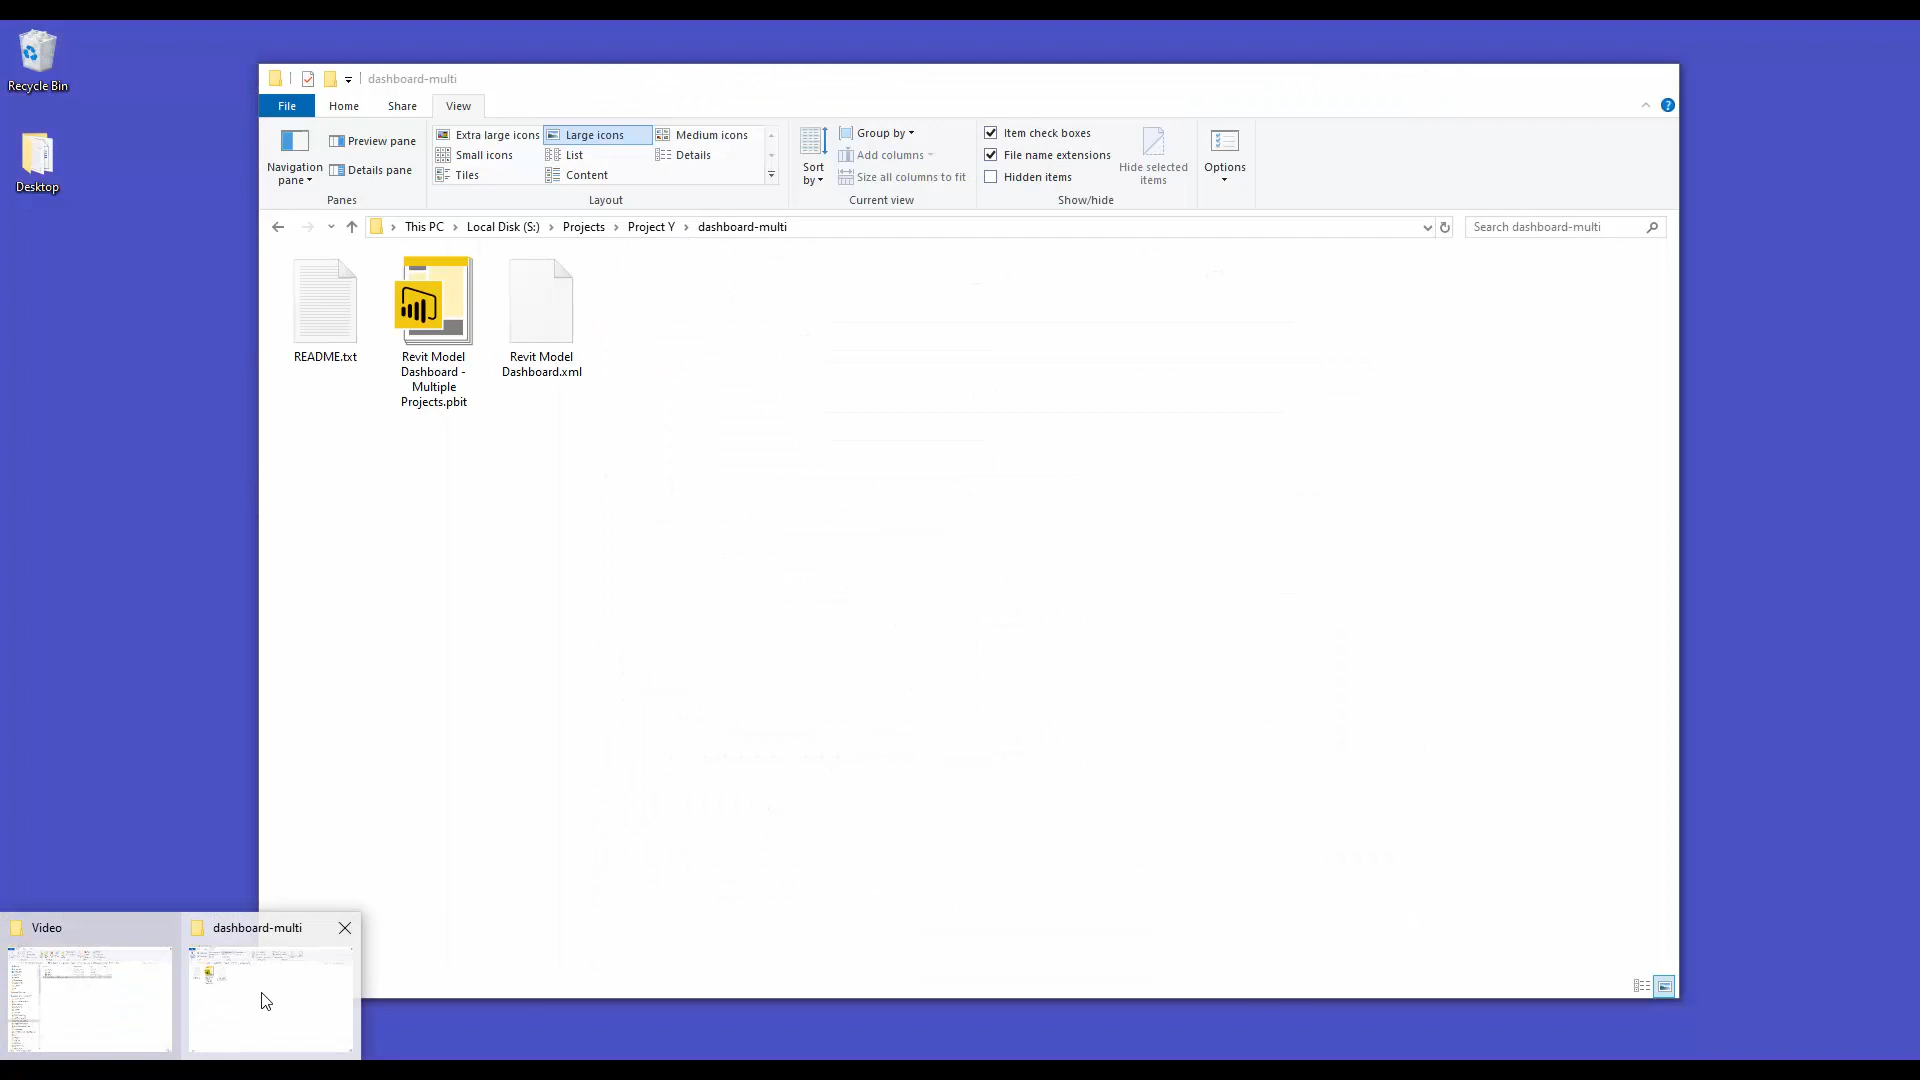 Recycle Bin
Desktop
dashboard-multi
File
Home
Share
View
Navigation
pane
Preview pane
Details pane
Panes
Extra large icons
Large icons
Medium icons
Small icons
List
Details
Tiles
Content
Layout
Sort
by
Group by
Add columns
Size all columns to fit
Current view
Item check boxes
File name extensions
Hidden items
Hide selected
items
Show/hide
Options
This PC
Local Disk (S:)
Projects
Project Y
dashboard-multi
Search dashboard-multi
README.txt
Revit Model
Dashboard -
Multiple
Projects.pbit
Revit Model
Dashboard.xml
Video
dashboard-multi